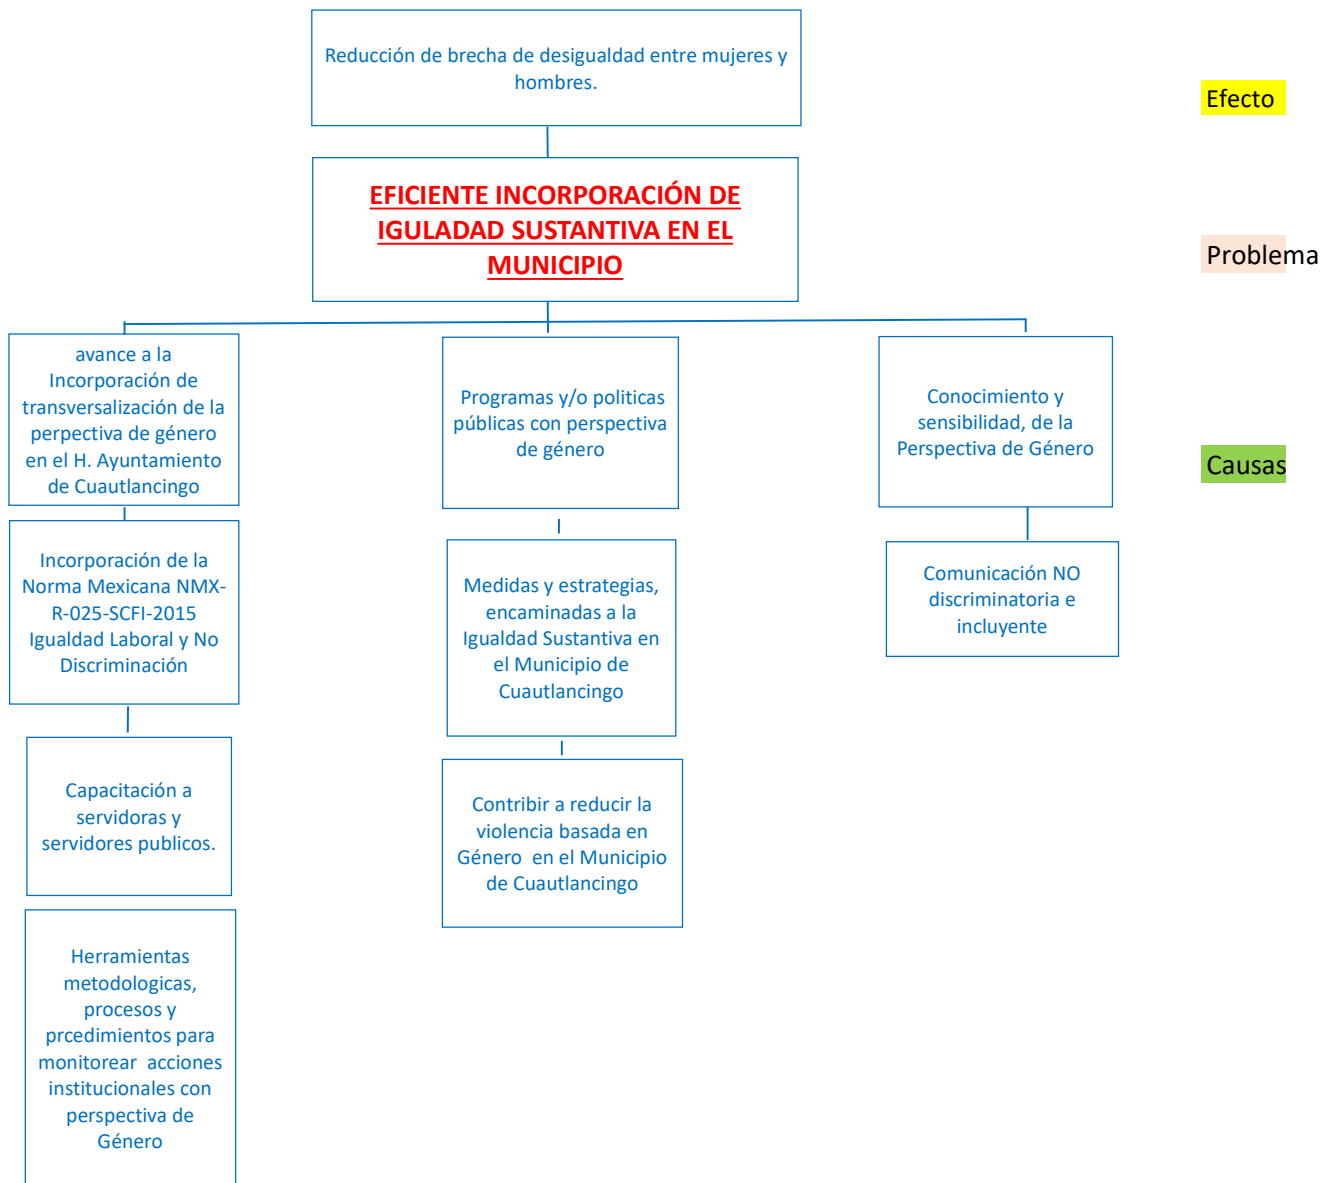 Reducción de brecha de desigualdad entre mujeres y
hombres.
Efecto
EFICIENTE INCORPORACIÓN DE
IGULADAD SUSTANTIVA EN EL
MUNICIPIO
Problema
avance a la
Incorporación de
transversalización de la
perpectiva de género
en el H. Ayuntamiento
de Cuautlancingo
Programas y/o politicas
públicas con perspectiva
de género
Conocimiento y
sensibilidad, de la
Perspectiva de Género
Causas
Incorporación de la
Norma Mexicana NMX-
R-025-SCFI-2015
Igualdad Laboral y No
Discriminación
Medidas y estrategias,
encaminadas a la
Igualdad Sustantiva en
el Municipio de
Cuautlancingo
Comunicación NO
discriminatoria e
incluyente
Capacitación a
servidoras y
servidores publicos.
Contribir a reducir la
violencia basada en
Género en el Municipio
de Cuautlancingo
Herramientas
metodologicas,
procesos y
prcedimientos para
monitorear acciones
institucionales con
perspectiva de
Género